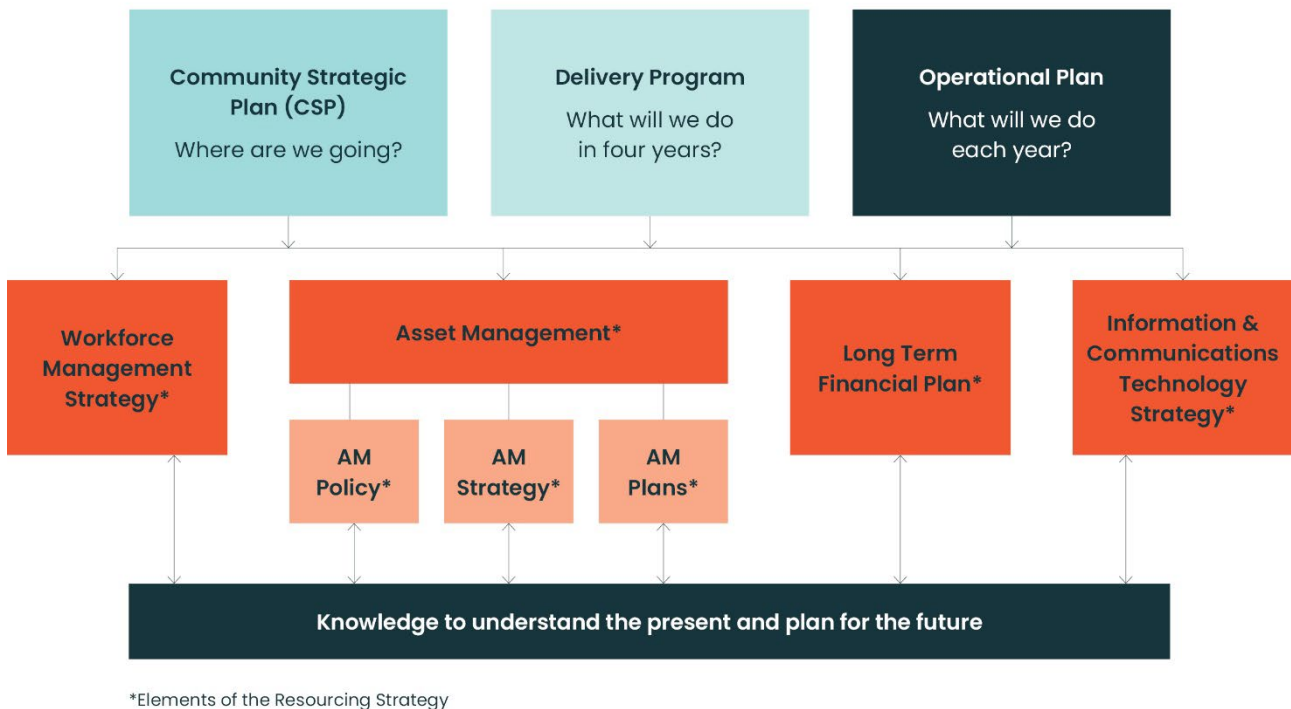 Community Strategic
Plan (CSP)
Where are we going?
Delivery Program
What will we do
in four years?
Operational Plan
What will we do
each year?
Workforce
Management
Strategy*
Asset Management*
Long Term
Financial Plan*
Information &
Communications
Technology
Strategy*
AM
Policy*
AM
Strategy*
AM
Plans*
Knowledge to understand the present and plan for the future
*Elements of the Resourcing Strategy